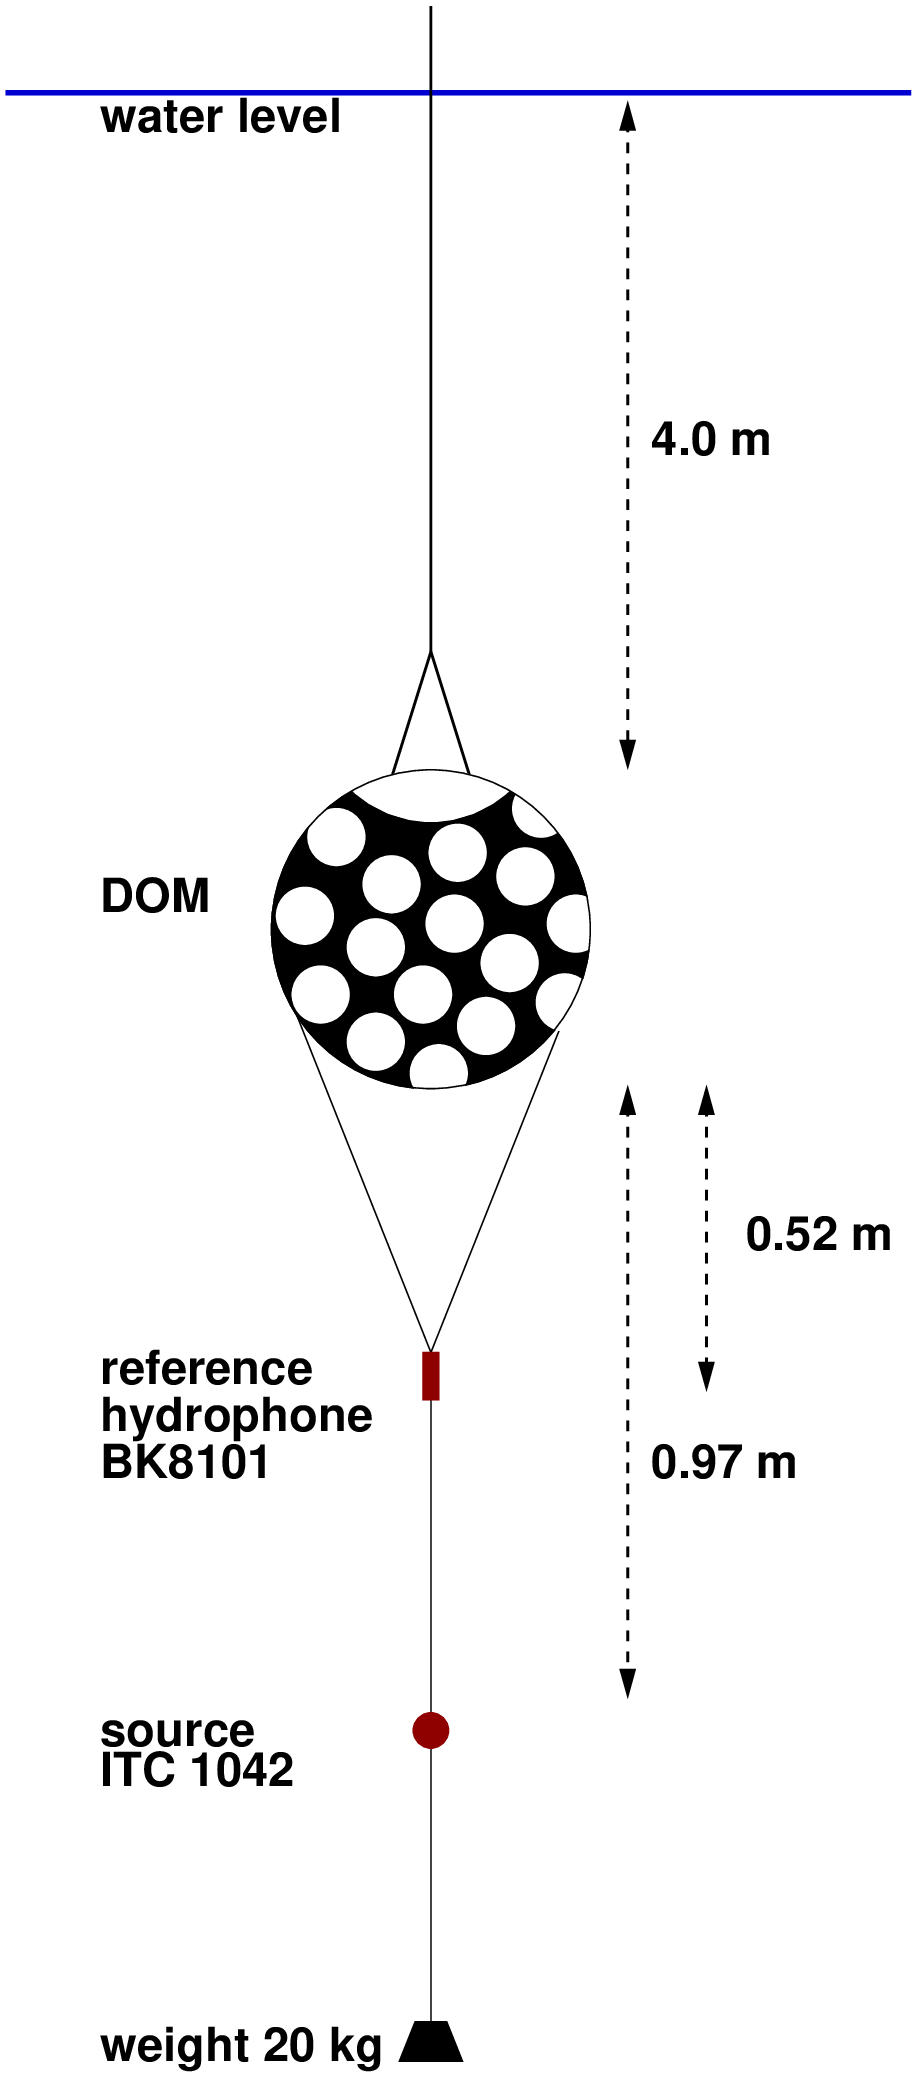 water level
4.0 m
DOM
0.52 m
reference
hydrophone
BK8101
0.97 m
source
ITC 1042
weight 20 kg